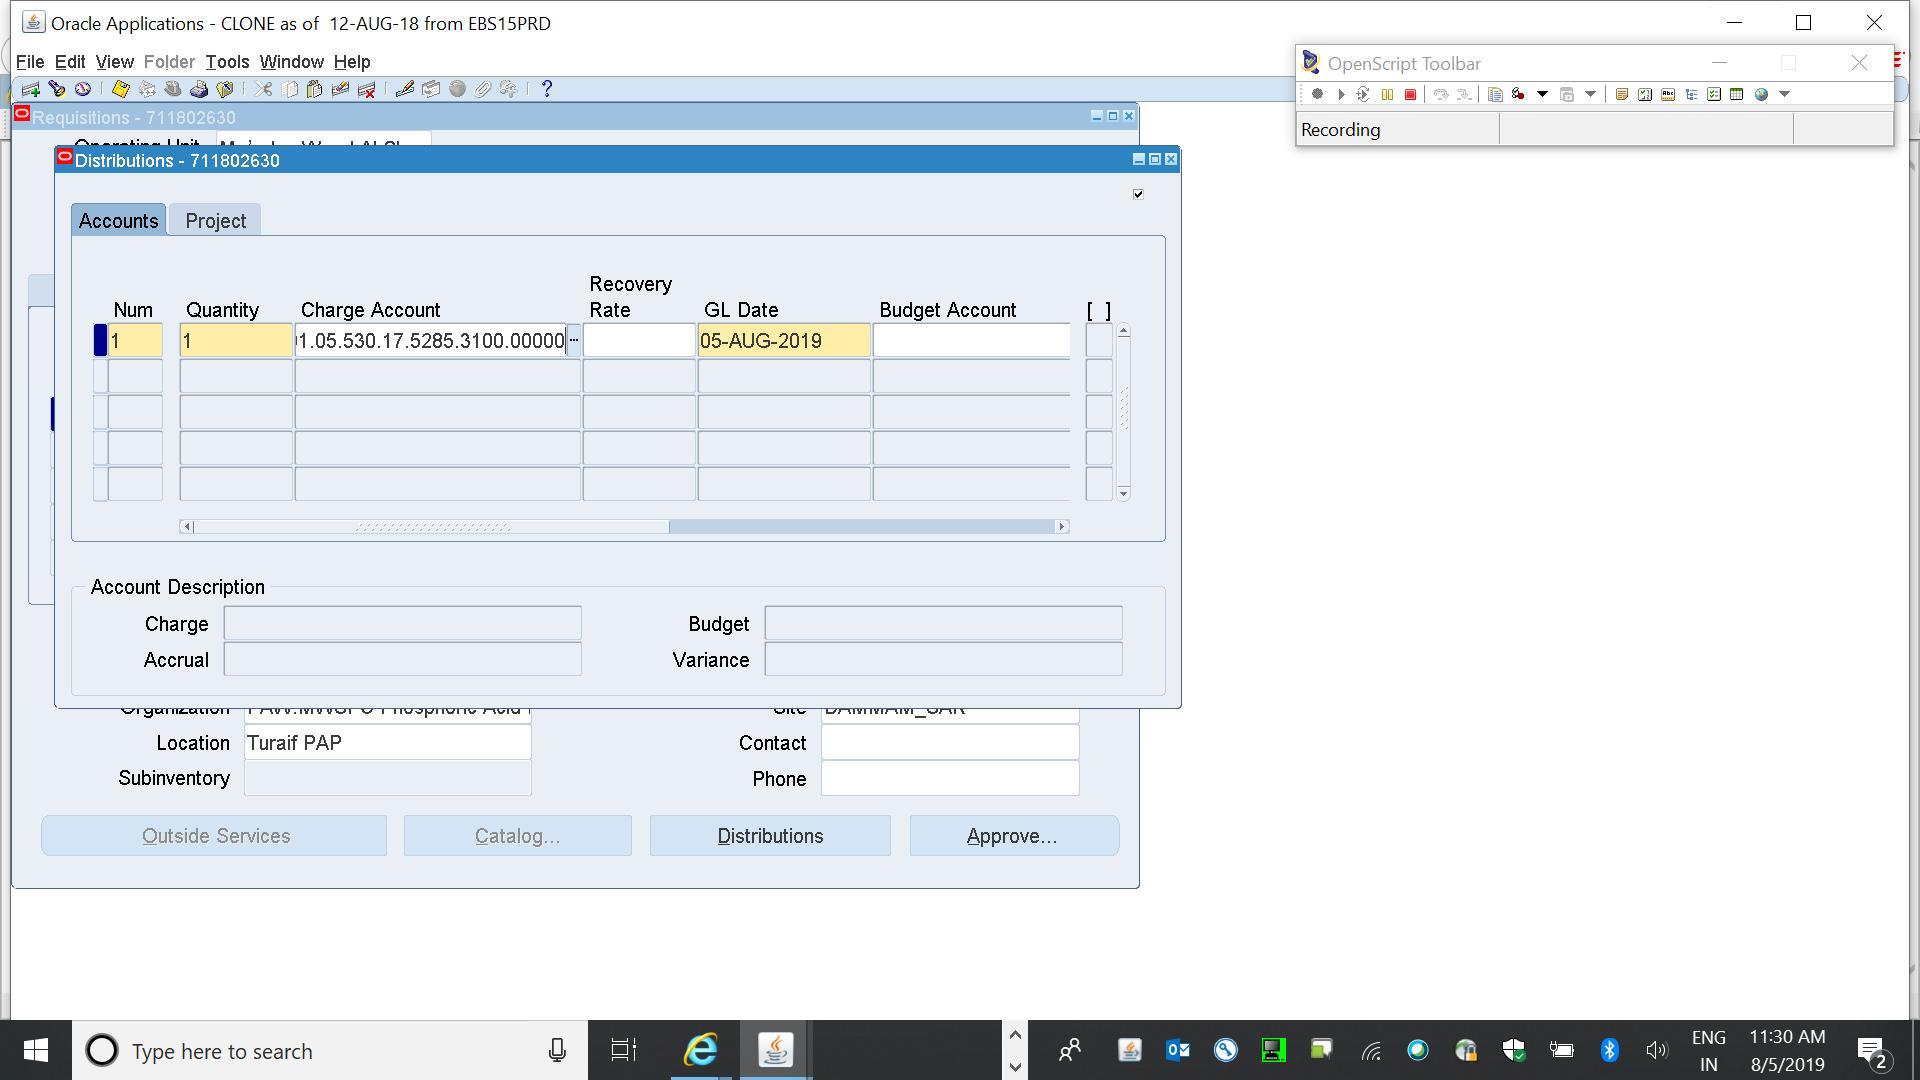 Oracle Applications - CLONE as of 12-AUG-18 from EBS15PRD
File Edit View Folder Tools Window Help
OpenScript Toolbar
Recording
Requisitions - 711802630
Distributions - 711802630
Accounts Project
Num Quantity Charge Account Recovery Rate GL Date Budget Account [ ]
1 1 1.05.530.17.5285.3100.00000 ... 05-AUG-2019
Account Description
Charge Budget
Accrual Variance
Organization Site DAMMAM_SAR
Location Turaif PAP Contact
Subinventory Phone
Outside Services Catalog... Distributions Approve...
Type here to search
ENG
IN
11:30 AM
8/5/2019
2